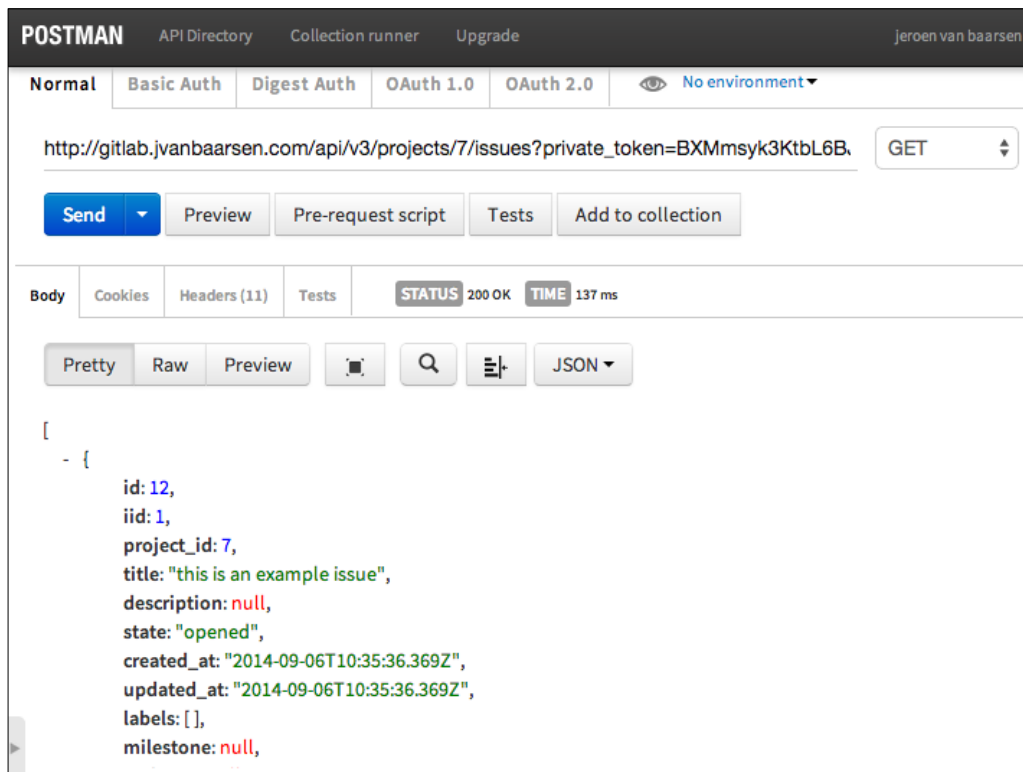 POSTMAN API Directory Collection runner Upgrade jeroen van baarsen
Normal Basic Auth Digest Auth OAuth 1.0 OAuth 2.0 No environment
http://gitlab.jvanbaarsen.com/api/v3/projects/7/issues?private_token=BXMmsyk3KtbL6B GET
Send Preview Pre-request script Tests Add to collection
Body Cookies Headers (11) Tests STATUS 200 OK TIME 137 ms
Pretty Raw Preview JSON
[
- {
id: 12,
iid: 1,
project_id: 7,
title: "this is an example issue",
description: null,
state: "opened",
created_at: "2014-09-06T10:35:36.369Z",
updated_at: "2014-09-06T10:35:36.369Z",
labels: [ ],
milestone: null,